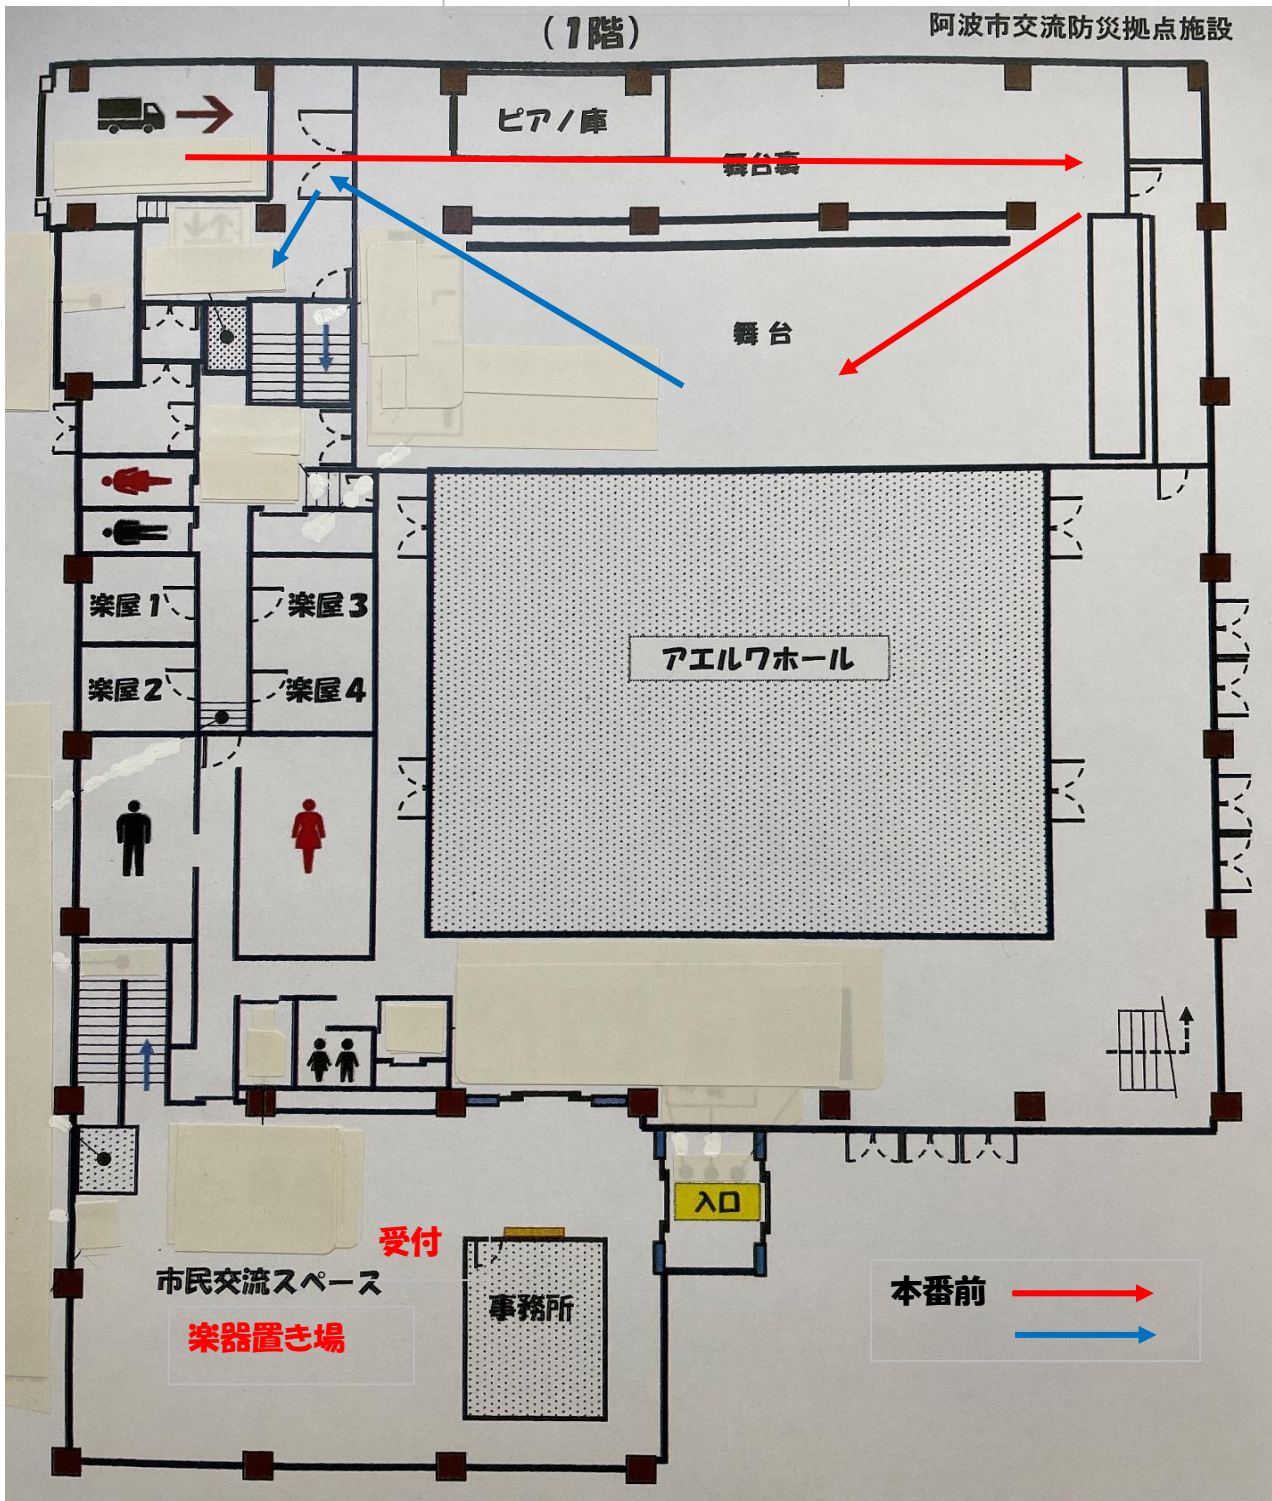 （1階）
阿波市交流防災拠点施設
ピアノ庫
舞台裏
舞台
楽屋1
楽屋3
楽屋2
楽屋4
アエルワホール
入口
受付
市民交流スペース
事務所
楽器置き場
本番前